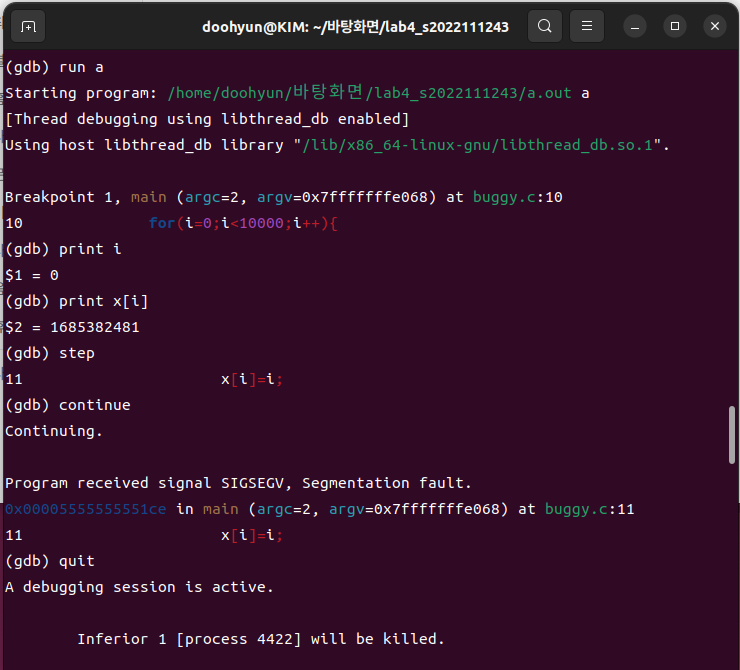 doohyun@KIM: ~/바탕화면/lab4_s2022111243
(gdb) run a
Starting program: /home/doohyun/바탕화면/lab4_s2022111243/a.out a
[Thread debugging using libthread_db enabled]
Using host libthread_db library "/lib/x86_64-linux-gnu/libthread_db.so.1".
Breakpoint 1, main (argc=2, argv=0x7fffffffe068) at buggy.c:10
10              for(i=0;i<10000;i++){
(gdb) print i
$1 = 0
(gdb) print x[i]
$2 = 1685382481
(gdb) step
11                      x[i]=i;
(gdb) continue
Continuing.
Program received signal SIGSEGV, Segmentation fault.
0x00005555555551ce in main (argc=2, argv=0x7fffffffe068) at buggy.c:11
11                      x[i]=i;
(gdb) quit
A debugging session is active.
        Inferior 1 [process 4422] will be killed.